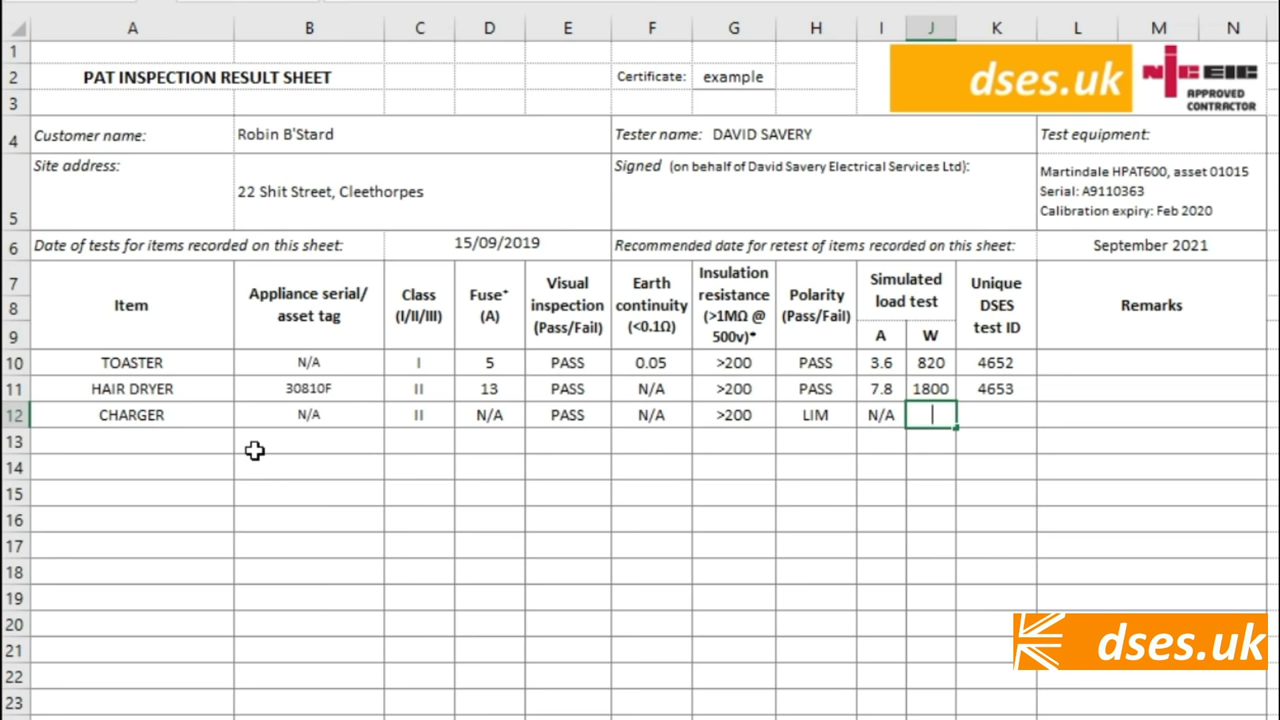 A B C D E F G H I J K L M N
1
2 PAT INSPECTION RESULT SHEET Certificate: example dses.uk NICEIC
3 APPROVED
CONTRACTOR
4 Customer name: Robin B'Stard Tester name: DAVID SAVERY Test equipment:
Site address: Signed (on behalf of David Savery Electrical Services Ltd):
Martindale HPAT600, asset 01015
22 Shit Street, Cleethorpes Serial: A9110363
5 Calibration expiry: Feb 2020
6 Date of tests for items recorded on this sheet: 15/09/2019 Recommended date for retest of items recorded on this sheet: September 2021
7
8
9
Item
Appliance serial/
asset tag
Class
(I/II/III)
Fuse⁺
(A)
Visual
inspection
(Pass/Fail)
Earth
continuity
(<0.1Ω)
Insulation
resistance
(>1MΩ @
500v)*
Polarity
(Pass/Fail)
Simulated
load test
A W
Unique
DSES
test ID
Remarks
10 TOASTER N/A I 5 PASS 0.05 >200 PASS 3.6 820 4652
11 HAIR DRYER 30810F II 13 PASS N/A >200 PASS 7.8 1800 4653
12 CHARGER N/A II N/A PASS N/A >200 LIM N/A
13
14
15
16
17
18
19
20
21
22
23
dses.uk